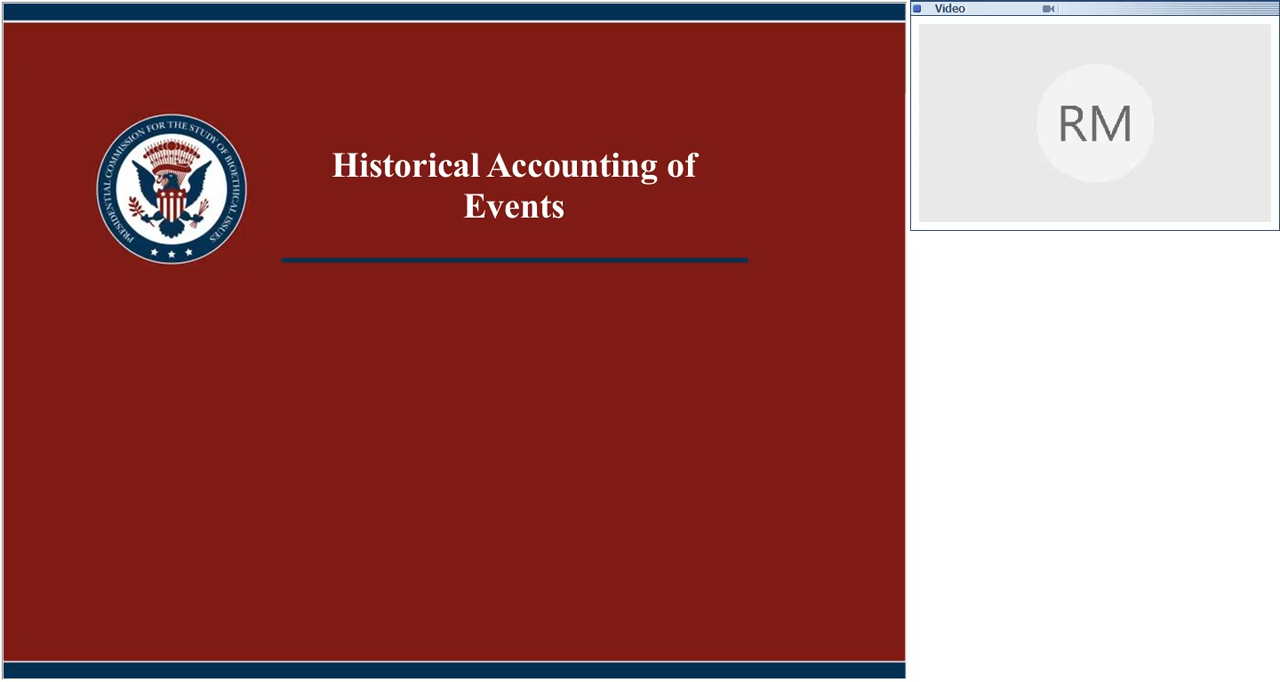 Historical Accounting of
Events
PRESIDENTIAL COMMISSION FOR THE STUDY OF BIOETHICAL ISSUES
Video
RM